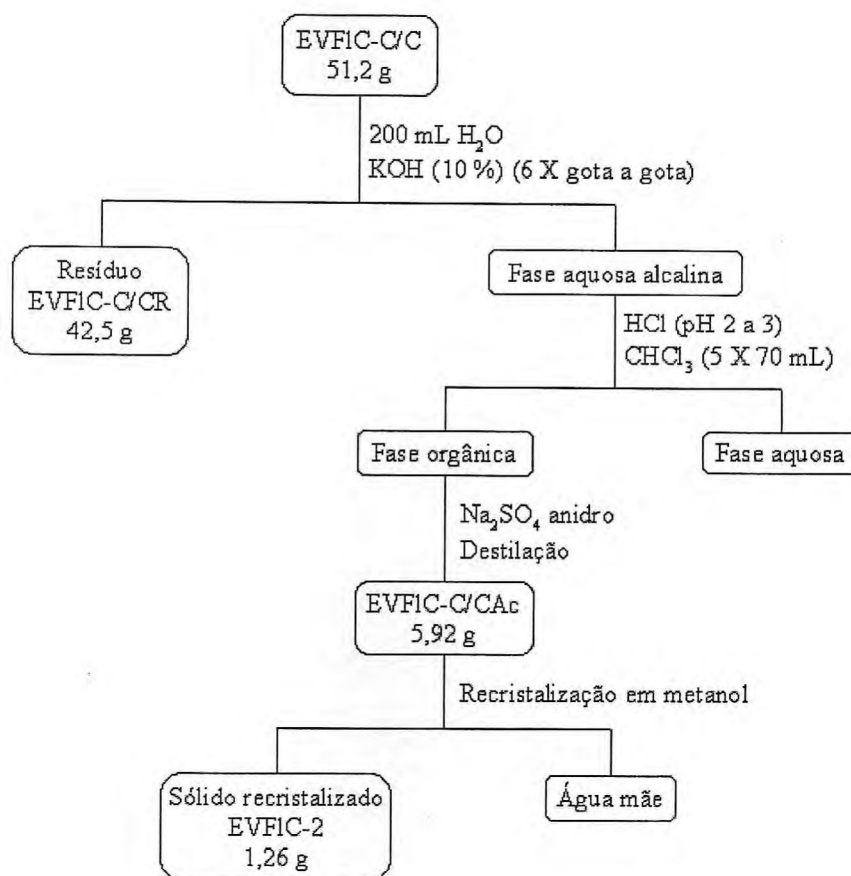 EVFlC-C/C
51,2 g
200 mL H₂O
KOH (10 %) (6 X gota a gota)
Resíduo
EVFlC-C/CR
42,5 g
Fase aquosa alcalina
HCl (pH 2 a 3)
CHCl₃ (5 X 70 mL)
Fase orgânica
Fase aquosa
Na₂SO₄ anidro
Destilação
EVFlC-C/CAc
5,92 g
Recristalização em metanol
Sólido recristalizado
EVFlC-2
1,26 g
Água mãe